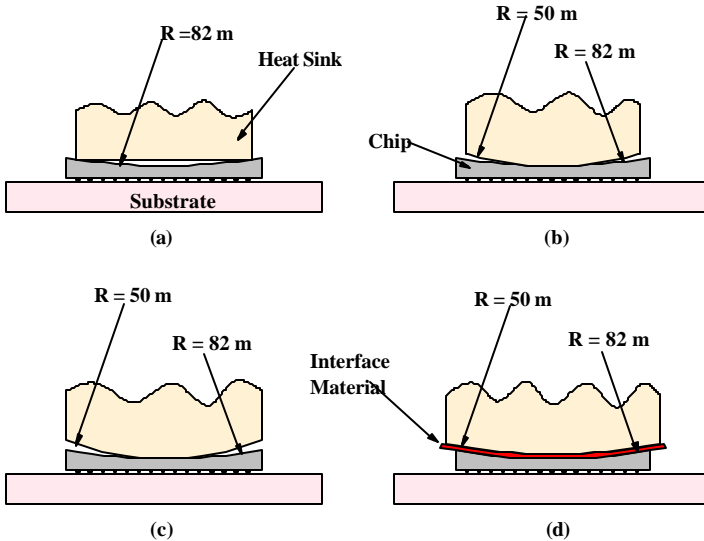 R =82 m
Heat Sink
Substrate
(a)
R = 50 m
R = 82 m
Chip
(b)
R = 50 m
R = 82 m
(c)
R = 50 m
R = 82 m
Interface
Material
(d)